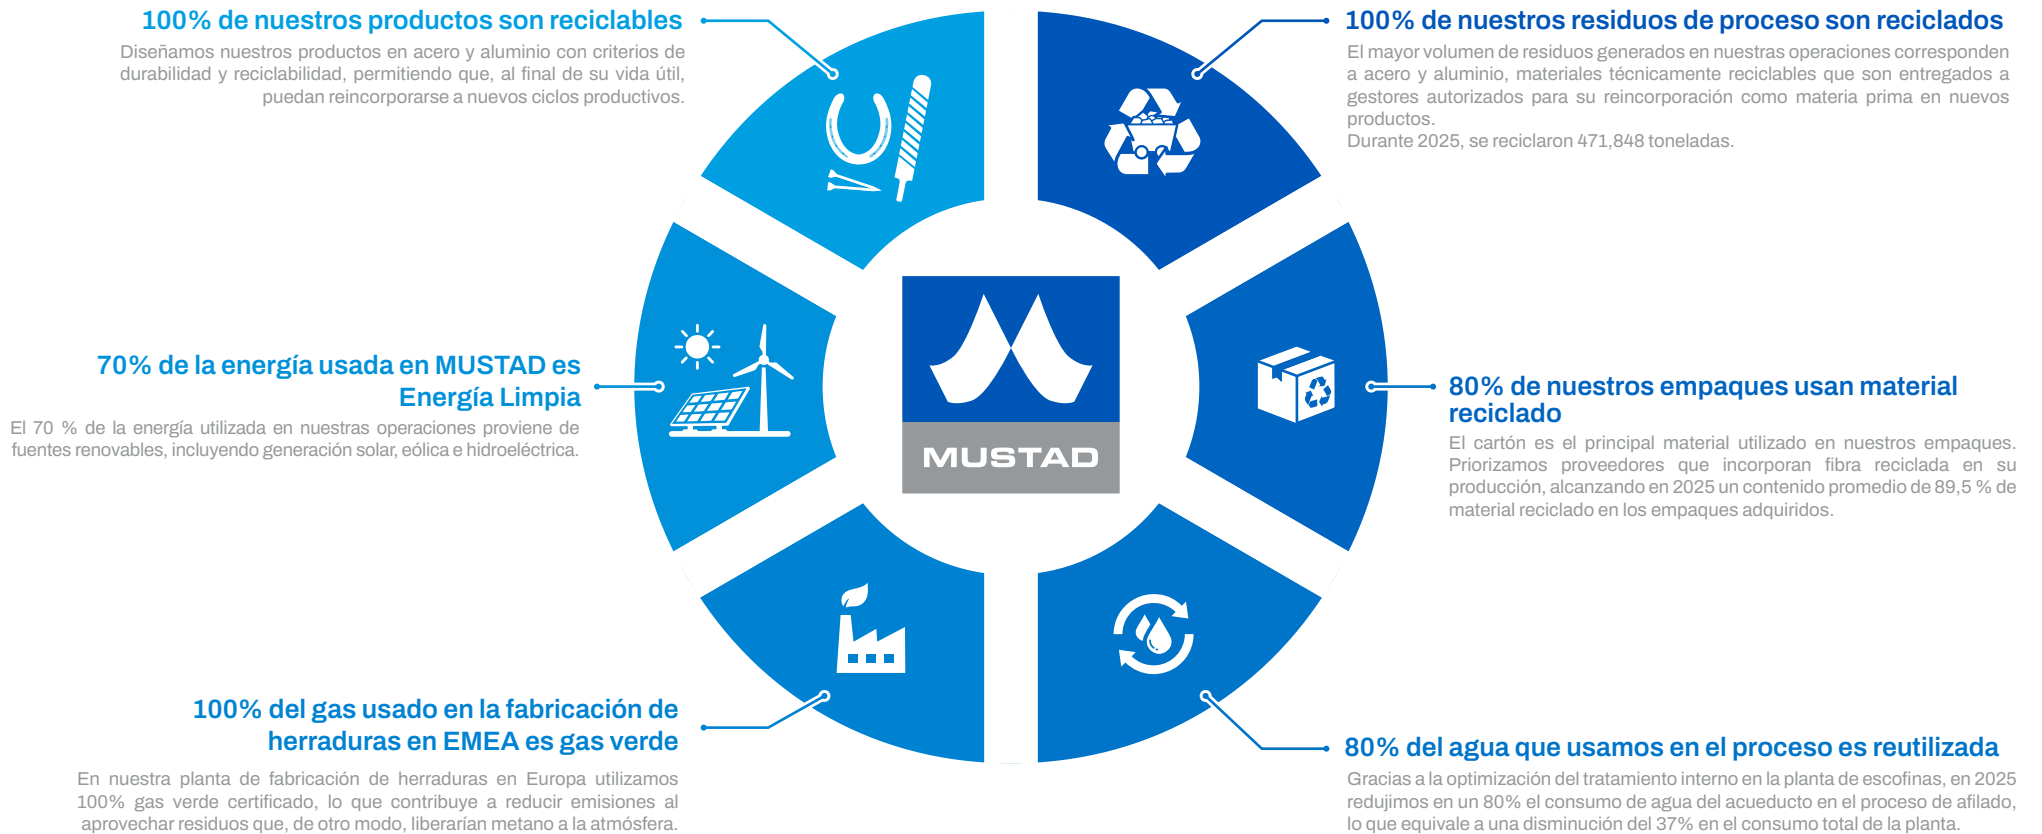 100% de nuestros productos son reciclables
Diseñamos nuestros productos en acero y aluminio con criterios de
durabilidad y reciclabilidad, permitiendo que, al final de su vida útil,
puedan reincorporarse a nuevos ciclos productivos.
100% de nuestros residuos de proceso son reciclados
El mayor volumen de residuos generados en nuestras operaciones corresponden
a acero y aluminio, materiales técnicamente reciclables que son entregados a
gestores autorizados para su reincorporación como materia prima en nuevos
productos.
Durante 2025, se reciclaron 471,848 toneladas.
70% de la energía usada en MUSTAD es
Energía Limpia
El 70 % de la energía utilizada en nuestras operaciones proviene de
fuentes renovables, incluyendo generación solar, eólica e hidroeléctrica.
MUSTAD
80% de nuestros empaques usan material
reciclado
El cartón es el principal material utilizado en nuestros empaques.
Priorizamos proveedores que incorporan fibra reciclada en su
producción, alcanzando en 2025 un contenido promedio de 89,5 % de
material reciclado en los empaques adquiridos.
100% del gas usado en la fabricación de
herraduras en EMEA es gas verde
En nuestra planta de fabricación de herraduras en Europa utilizamos
100% gas verde certificado, lo que contribuye a reducir emisiones al
aprovechar residuos que, de otro modo, liberarían metano a la atmósfera.
80% del agua que usamos en el proceso es reutilizada
Gracias a la optimización del tratamiento interno en la planta de escofinas, en 2025
redujimos en un 80% el consumo de agua del acueducto en el proceso de afilado,
lo que equivale a una disminución del 37% en el consumo total de la planta.